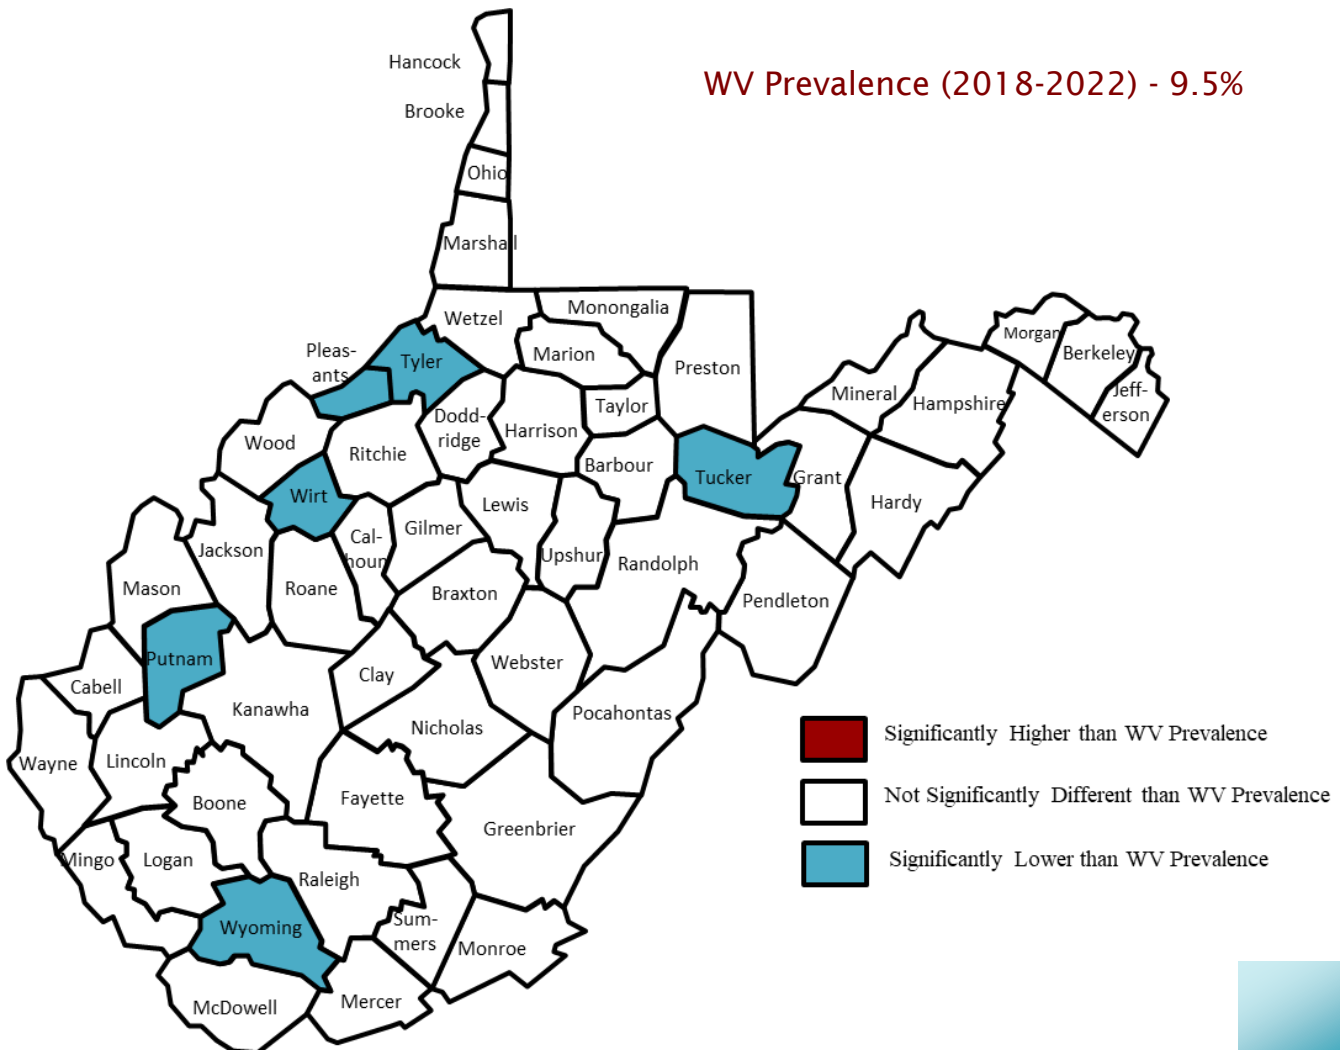 WV Prevalence (2018-2022) - 9.5%
Hancock
Brooke
Ohio
Marshall
Wetzel
Monongalia
Marion
Preston
Pleas-
ants
Tyler
Morgan
Berkeley
Jeff-
erson
Mineral
Hampshire
Wood
Ritchie
Dodd-
ridge
Harrison
Taylor
Barbour
Tucker
Grant
Hardy
Wirt
Jackson
Cal-
houn
Gilmer
Lewis
Upshur
Randolph
Pendleton
Mason
Roane
Braxton
Putnam
Cabell
Clay
Webster
Kanawha
Nicholas
Pocahontas
Wayne
Lincoln
Boone
Fayette
Greenbrier
Mingo
Logan
Raleigh
Wyoming
Sum-
mers
Monroe
McDowell
Mercer
Significantly Higher than WV Prevalence
Not Significantly Different than WV Prevalence
Significantly Lower than WV Prevalence